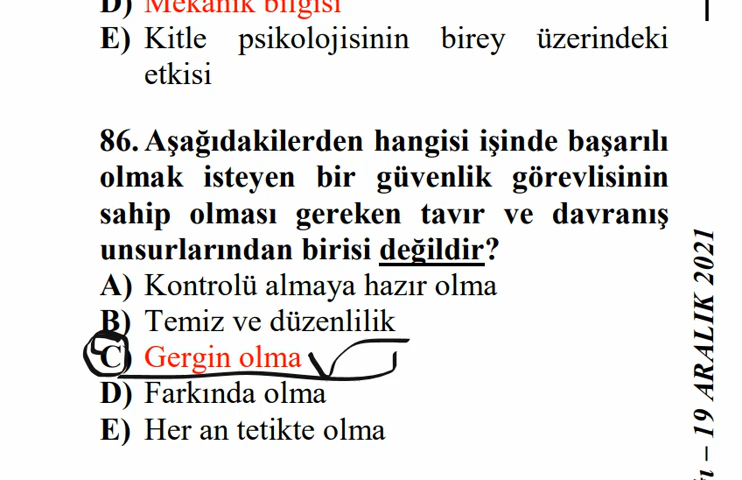 D) Mekanik bilgisi
E) Kitle psikolojisinin birey üzerindeki
etkisi
86. Aşağıdakilerden hangisi işinde başarılı
olmak isteyen bir güvenlik görevlisinin
sahip olması gereken tavır ve davranış
unsurlarından birisi değildir?
A) Kontrolü almaya hazır olma
B) Temiz ve düzenlilik
C) Gergin olma
D) Farkında olma
E) Her an tetikte olma
– 19 ARALIK 2021